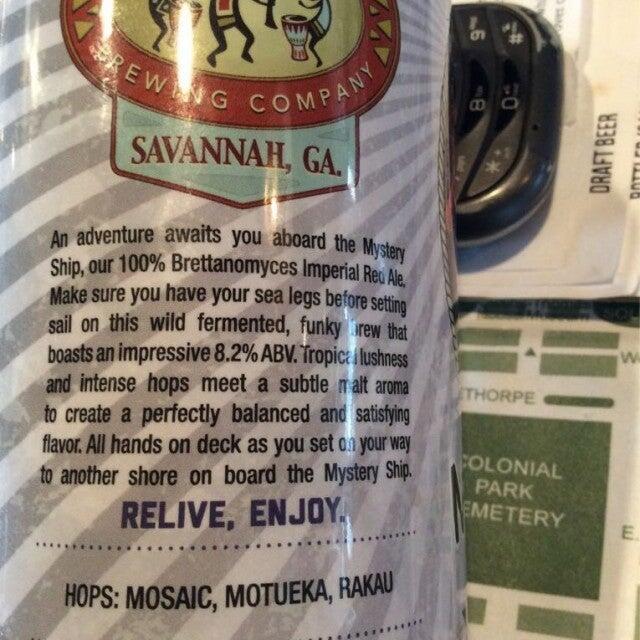 BREWING COMPANY
SAVANNAH, GA.
An adventure awaits you aboard the Mystery
Ship, our 100% Brettanomyces Imperial Red Ale.
Make sure you have your sea legs before setting
sail on this wild fermented, funky brew that
boasts an impressive 8.2% ABV. Tropical lushness
and intense hops meet a subtle malt aroma
to create a perfectly balanced and satisfying
flavor. All hands on deck as you set on your way
to another shore on board the Mystery Ship.
RELIVE, ENJOY.
HOPS: MOSAIC, MOTUEKA, RAKAU
#
8
0
*
DRAFT BEER
THORPE
COLONIAL
PARK
CEMETERY
E.